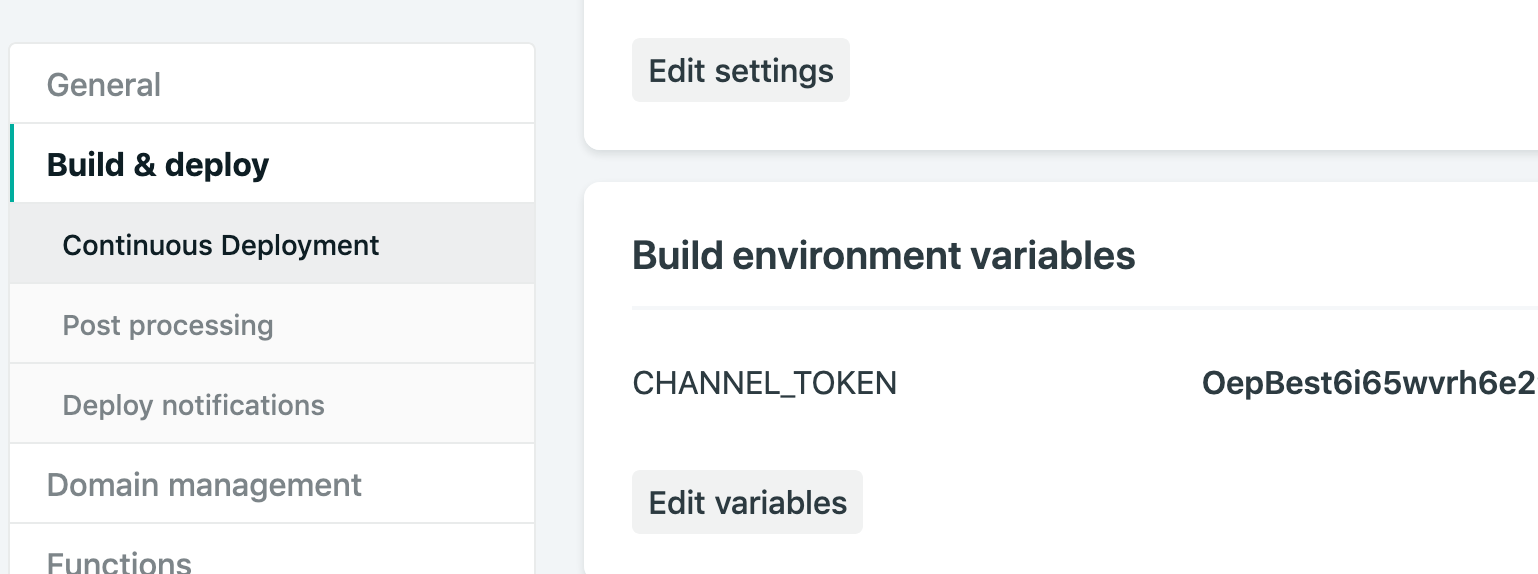 General
Build & deploy
Continuous Deployment
Post processing
Deploy notifications
Domain management
Functions
Edit settings
Build environment variables
CHANNEL_TOKEN OepBest6i65wvrh6e2
Edit variables